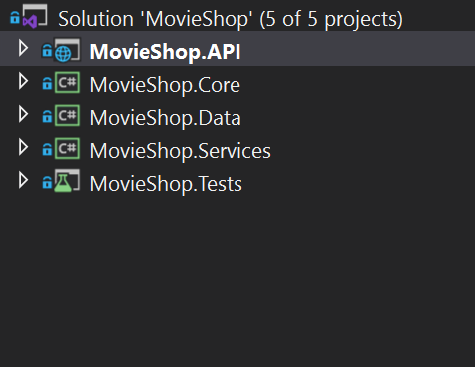 Solution 'MovieShop' (5 of 5 projects)
MovieShop.API
C# MovieShop.Core
C# MovieShop.Data
C# MovieShop.Services
MovieShop.Tests